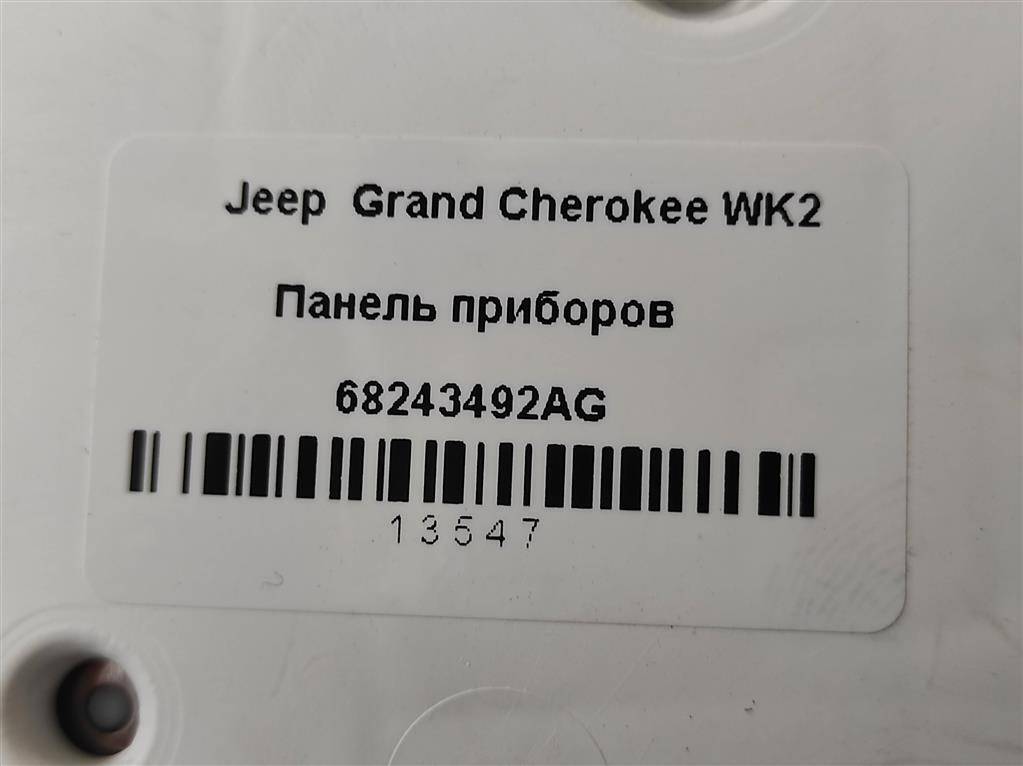 Jeep Grand Cherokee WK2
Панель приборов
68243492AG
13547